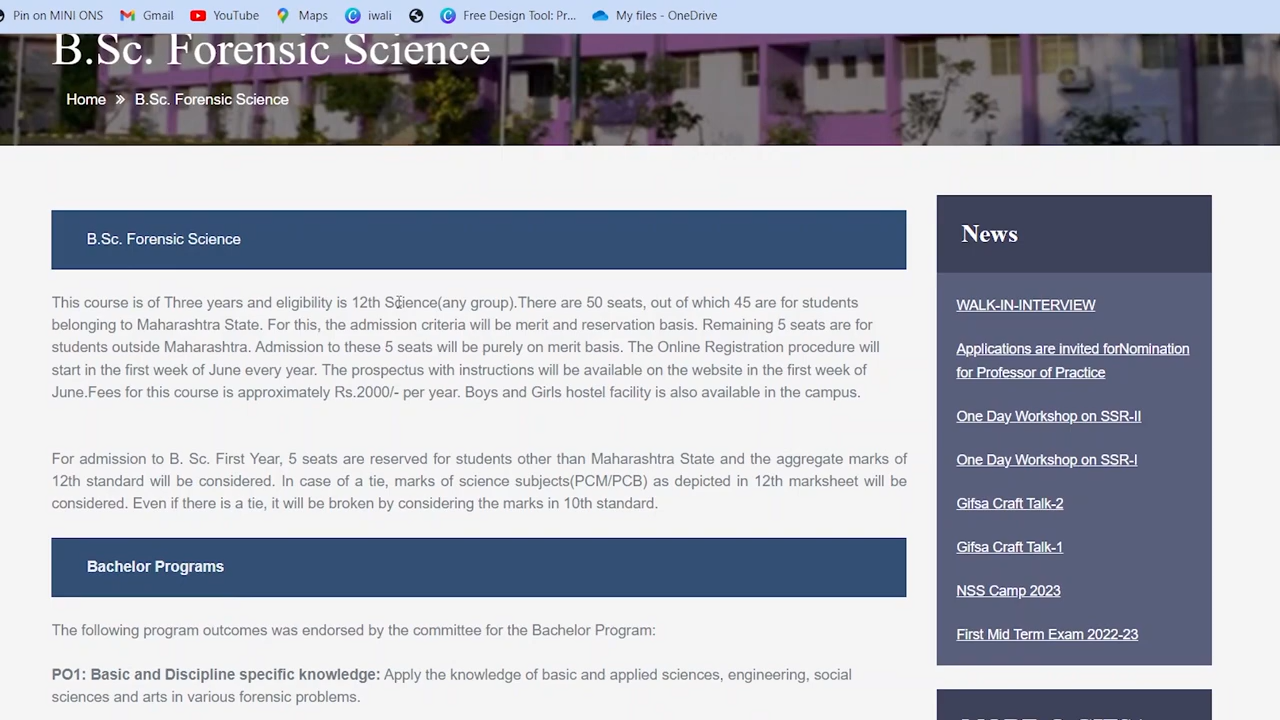 Pin on MINI ONS Gmail YouTube Maps iwali Free Design Tool: Pr... My files - OneDrive
B.Sc. Forensic Science
Home » B.Sc. Forensic Science
B.Sc. Forensic Science
This course is of Three years and eligibility is 12th Science(any group).There are 50 seats, out of which 45 are for students
belonging to Maharashtra State. For this, the admission criteria will be merit and reservation basis. Remaining 5 seats are for
students outside Maharashtra. Admission to these 5 seats will be purely on merit basis. The Online Registration procedure will
start in the first week of June every year. The prospectus with instructions will be available on the website in the first week of
June.Fees for this course is approximately Rs.2000/- per year. Boys and Girls hostel facility is also available in the campus.
For admission to B. Sc. First Year, 5 seats are reserved for students other than Maharashtra State and the aggregate marks of
12th standard will be considered. In case of a tie, marks of science subjects(PCM/PCB) as depicted in 12th marksheet will be
considered. Even if there is a tie, it will be broken by considering the marks in 10th standard.
Bachelor Programs
The following program outcomes was endorsed by the committee for the Bachelor Program:
PO1: Basic and Discipline specific knowledge: Apply the knowledge of basic and applied sciences, engineering, social
sciences and arts in various forensic problems.
News
WALK-IN-INTERVIEW
Applications are invited forNomination
for Professor of Practice
One Day Workshop on SSR-II
One Day Workshop on SSR-I
Gifsa Craft Talk-2
Gifsa Craft Talk-1
NSS Camp 2023
First Mid Term Exam 2022-23